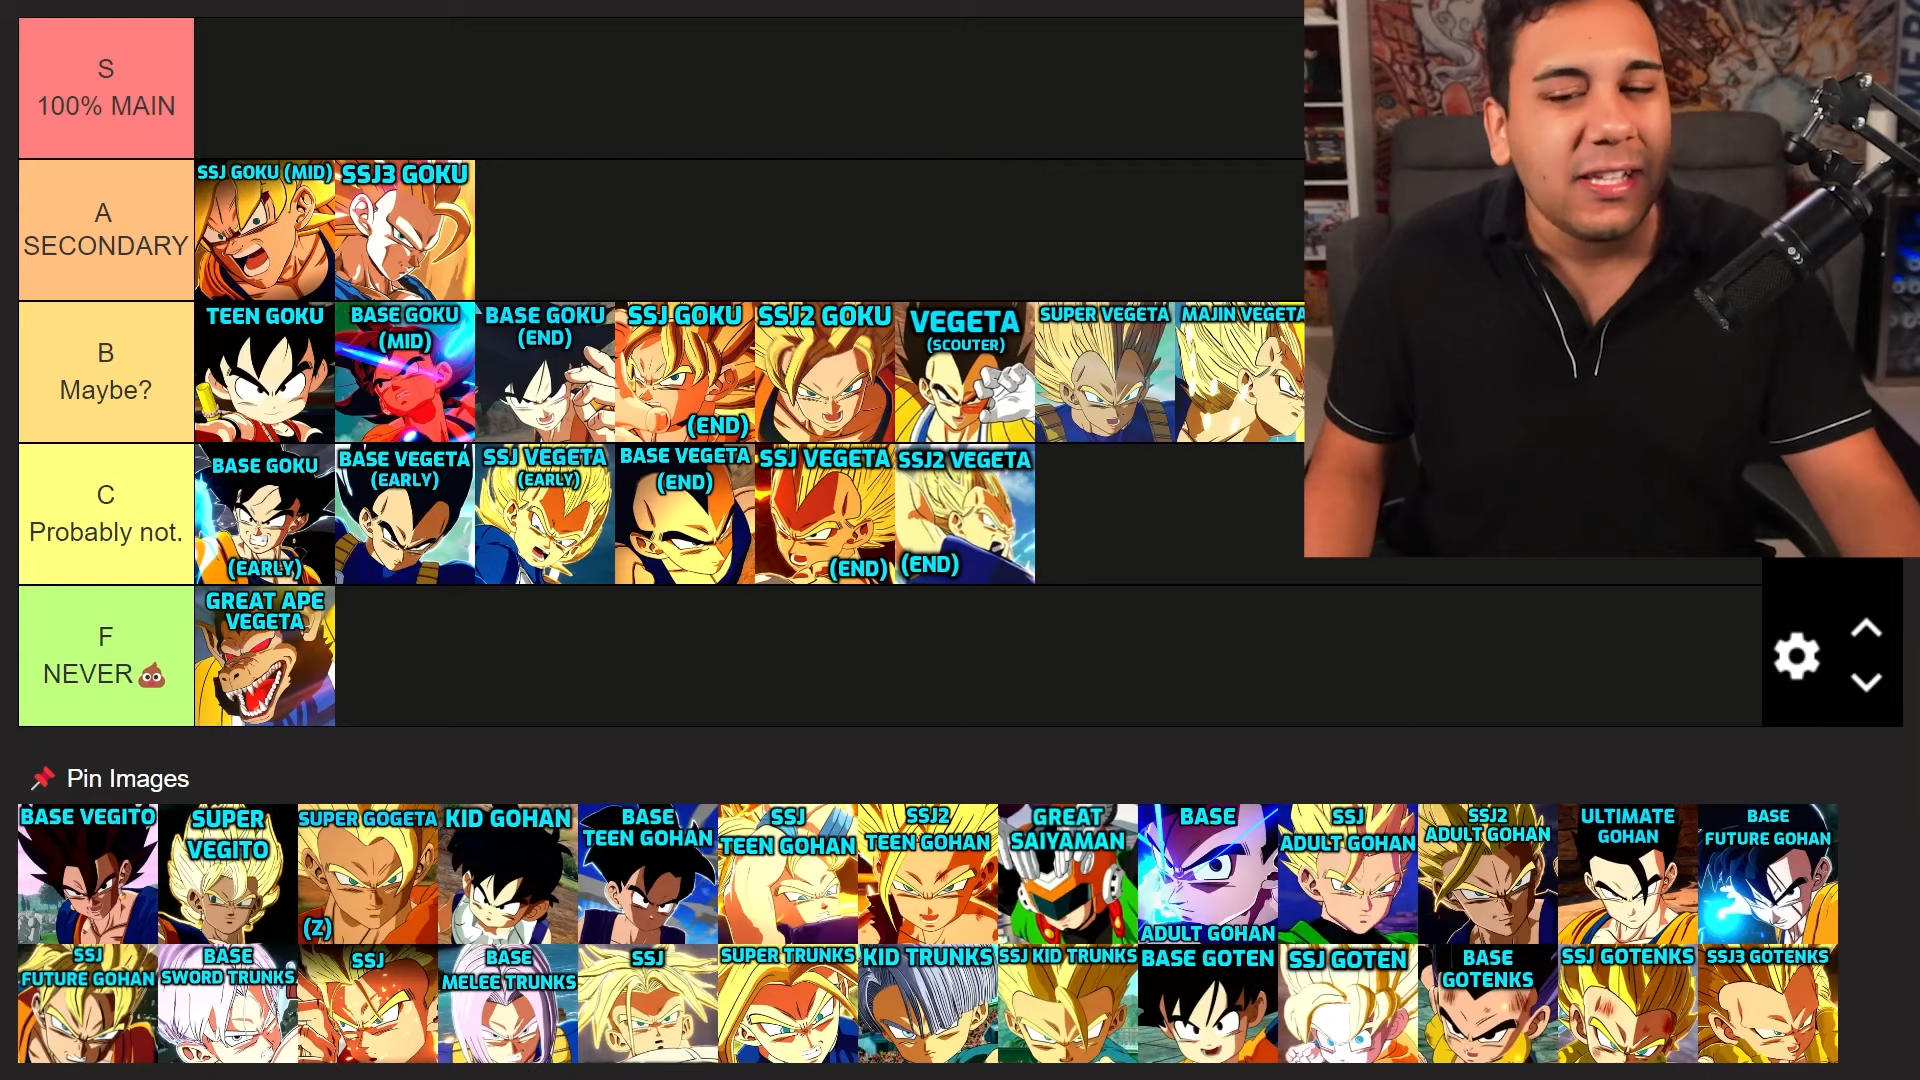 S
100% MAIN
A
SECONDARY
SSJ GOKU (MID)
SSJ3 GOKU
B
Maybe?
TEEN GOKU
BASE GOKU
(MID)
BASE GOKU
(END)
SSJ GOKU
(END)
SSJ2 GOKU
VEGETA
(SCOUTER)
SUPER VEGETA
MAJIN VEGETA
C
Probably not.
BASE GOKU
(EARLY)
BASE VEGETA
(EARLY)
SSJ VEGETA
(EARLY)
BASE VEGETA
(END)
SSJ VEGETA
(END)
SSJ2 VEGETA
(END)
F
NEVER💩
GREAT APE
VEGETA
📌 Pin Images
BASE VEGITO
SUPER
VEGITO
SUPER GOGETA
(Z)
KID GOHAN
BASE
TEEN GOHAN
SSJ
TEEN GOHAN
SSJ2
TEEN GOHAN
GREAT
SAIYAMAN
BASE
ADULT GOHAN
SSJ
ADULT GOHAN
SSJ2
ADULT GOHAN
ULTIMATE
GOHAN
BASE
FUTURE GOHAN
SSJ
FUTURE GOHAN
BASE
SWORD TRUNKS
SSJ
BASE
MELEE TRUNKS
SSJ
SUPER TRUNKS
KID TRUNKS
SSJ KID TRUNKS
BASE GOTEN
SSJ GOTEN
BASE
GOTENKS
SSJ GOTENKS
SSJ3 GOTENKS